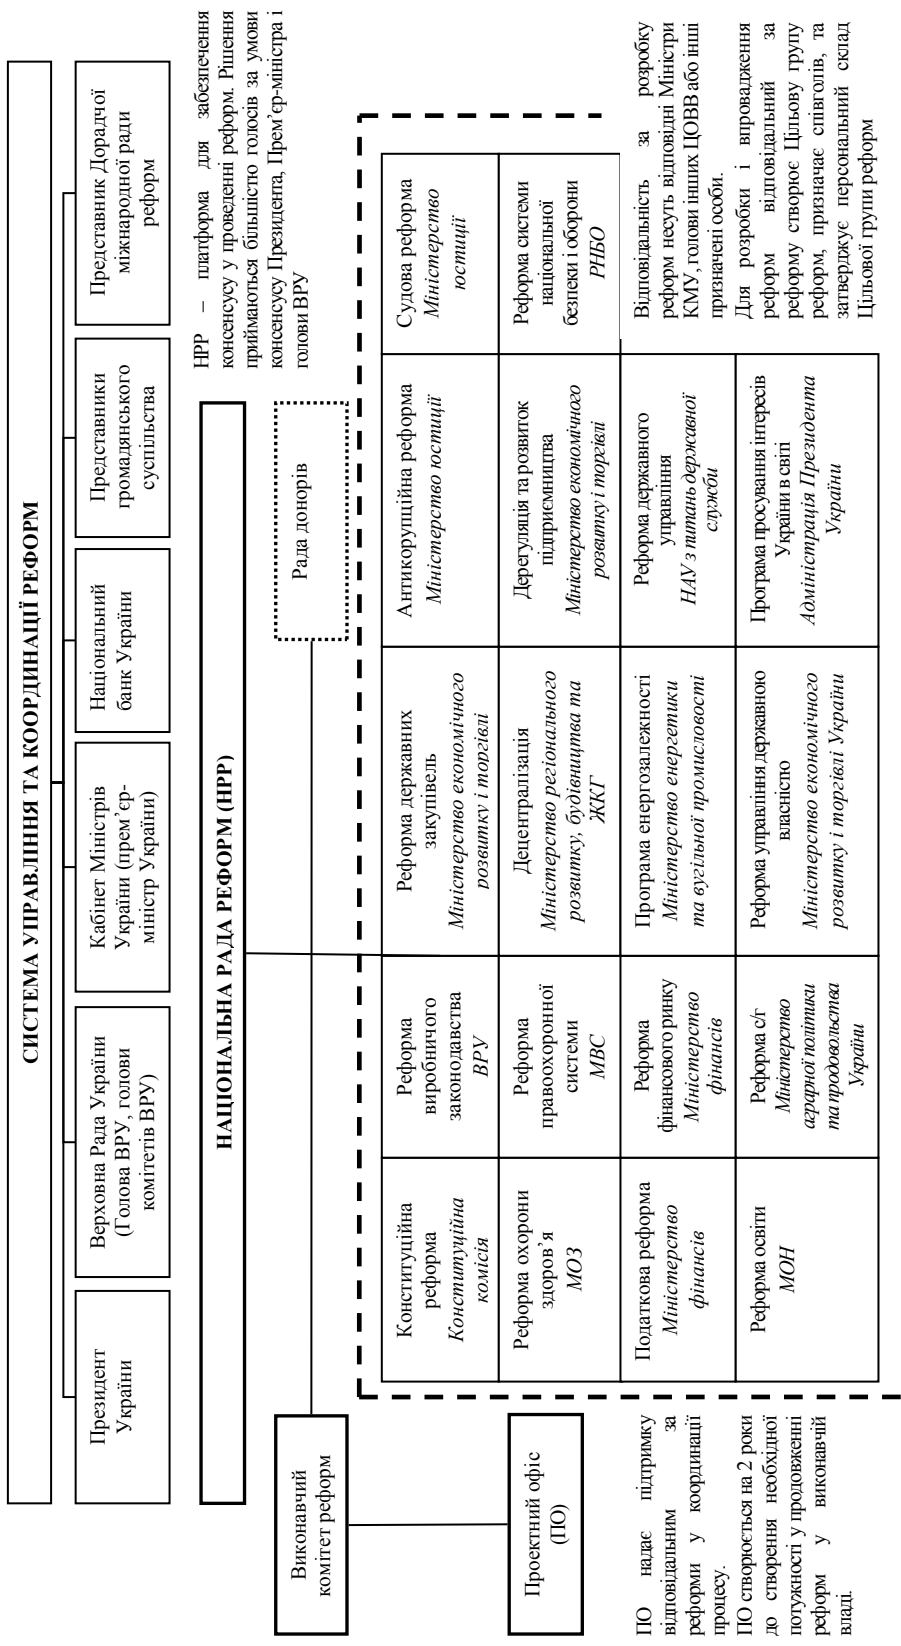 СИСТЕМА УПРАВЛІННЯ ТА КООРДИНАЦІЇ РЕФОРМ
Президент
України
Верховна Рада України
(Голова ВРУ, голови
комітетів ВРУ)
Кабінет Міністрів
України (прем’єр-
міністр України)
Національний
банк України
Представники
громадянського
суспільства
Представник Дорадчої
міжнародної ради
реформ
НАЦІОНАЛЬНА РАДА РЕФОРМ (НРР)
НРР – платформа для забезпечення
консенсусу у проведенні реформ. Рішення
приймаються більшістю голосів за умови
консенсусу Президента, Прем’єр-міністра і
голови ВРУ
Виконавчий
комітет реформ
Рада донорів
Проектний офіс
(ПО)
ПО надає підтримку
відповідальним за
реформи у координації
процесу.
ПО створюється на 2 роки
до створення необхідної
потужності у продовженні
реформ у виконавчій
владі.
Конституційна
реформа
Конституційна
комісія
Реформа
виробничого
законодавства
ВРУ
Реформа державних
закупівель
Міністерство економічного
розвитку і торгівлі
Антикорупційна реформа
Міністерство юстиції
Судова реформа
Міністерство
юстиції
Реформа охорони
здоров’я
МОЗ
Реформа
правоохоронної
системи
МВС
Децентралізація
Міністерство регіонального
розвитку, будівництва та
ЖКГ
Дерегуляція та розвиток
підприємництва
Міністерство економічного
розвитку і торгівлі
Реформа системи
національної
безпеки і оборони
РНБО
Податкова реформа
Міністерство
фінансів
Реформа
фінансового ринку
Міністерство
фінансів
Програма енергозалежності
Міністерство енергетики
та вугільної промисловості
Реформа державного
управління
НАУ з питань державної
служби
Реформа освіти
МОН
Реформа с/г
Міністерство
аграрної політики
та продовольства
України
Реформа управління державною
власністю
Міністерство економічного
розвитку і торгівлі України
Програма просування інтересів
України в світі
Адміністрація Президента
України
Відповідальність за розробку
реформ несуть відповідні Міністри
КМУ, голови інших ЦОВВ або інші
призначені особи.
Для розробки і впровадження
реформ відповідальний за
реформу створює Цільову групу
реформ, призначає співголів, та
затверджує персональний склад
Цільової групи реформ